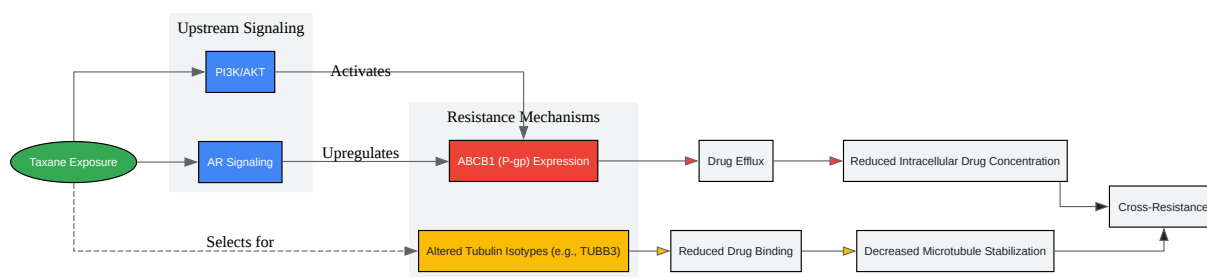 Upstream Signaling
PI3K/AKT
Activates
Resistance Mechanisms
Taxane Exposure
AR Signaling
Upregulates
ABCB1 (P-gp) Expression
Drug Efflux
Reduced Intracellular Drug Concentration
Cross-Resistance
Selects for
Altered Tubulin Isotypes (e.g., TUBB3)
Reduced Drug Binding
Decreased Microtubule Stabilization